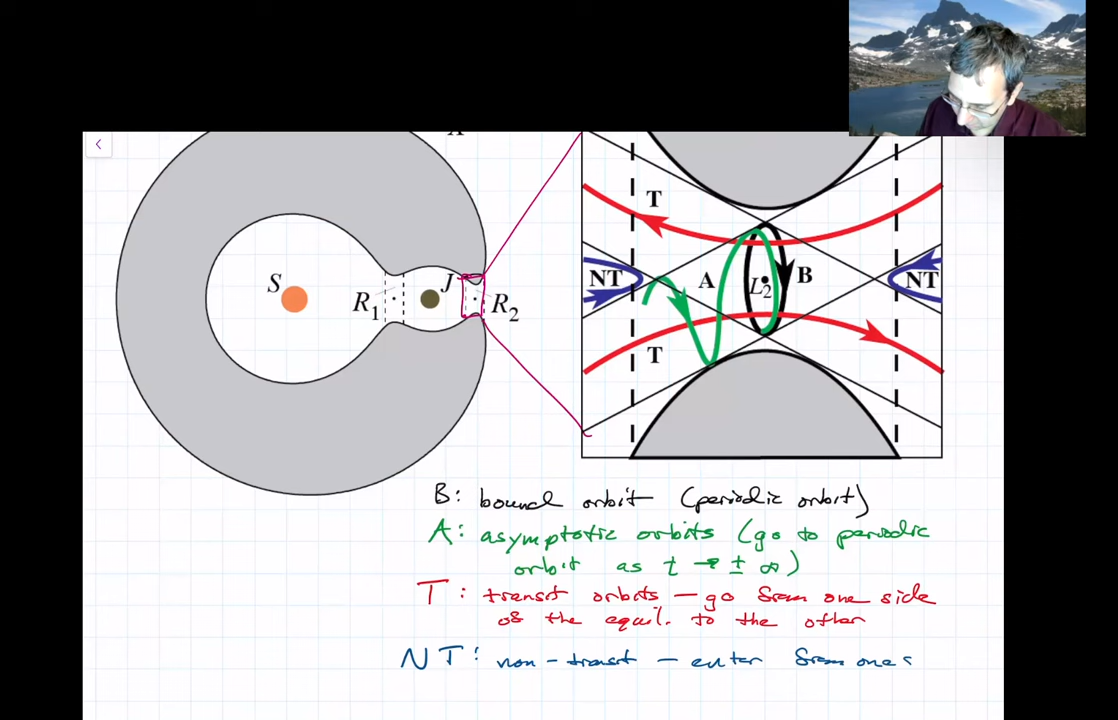 S
R1
J
R2
T
NT
A
L2
B
NT
T
B: bound orbit (periodic orbit)
A: asymptotic orbits (go to periodic
orbit as t → ± ∞)
T: transit orbits — go from one side
of the equil. to the other
NT: non-transit — enter from one s